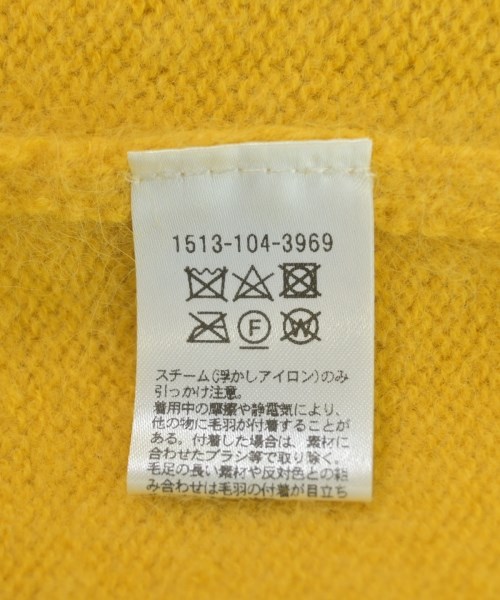 1513-104-3969
F W
スチーム(浮かしアイロン)のみ
引っかけ注意。
着用中の摩擦や静電気により、
他の物に毛羽が付着することが
ある。付着した場合は、素材に
合わせたブラシ等で取り除く。
毛足の長い素材や反対色との組
み合わせは毛羽の付着が目立ち